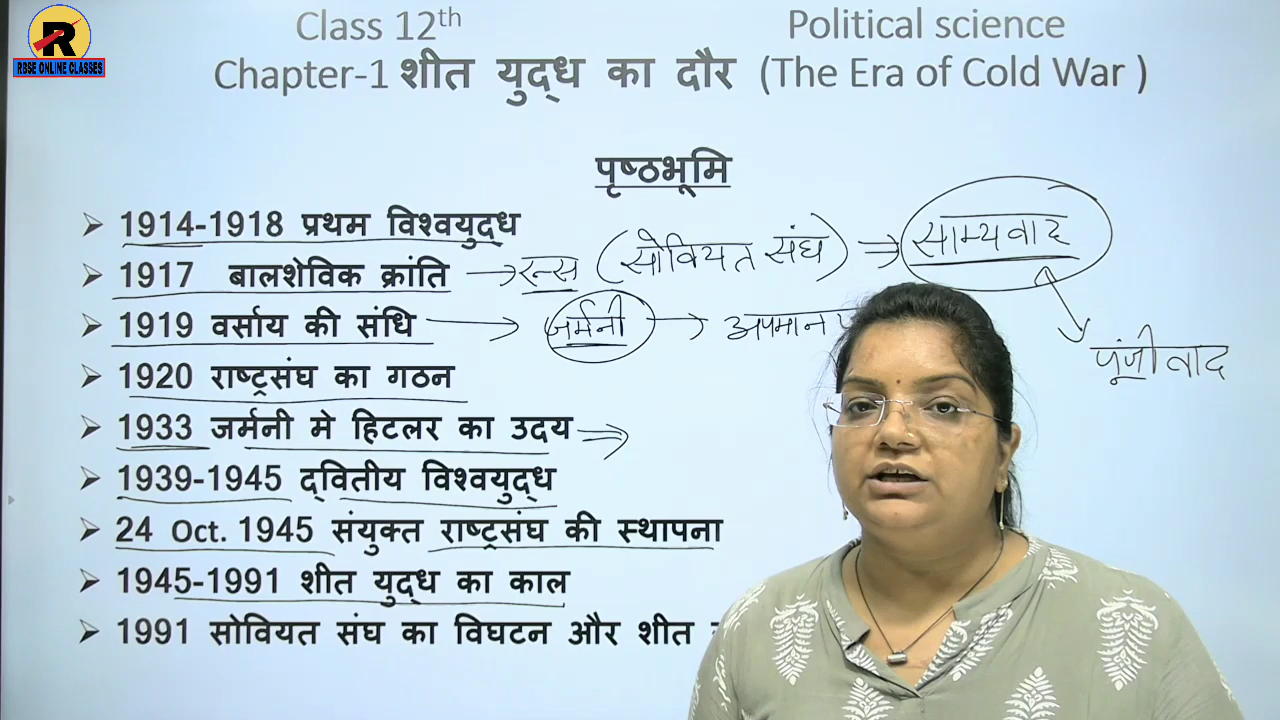 R
RBSE ONLINE CLASSES
Class 12th
Political science
Chapter-1 शीत युद्ध का दौर (The Era of Cold War )
पृष्ठभूमि
➢ 1914-1918 प्रथम विश्वयुद्ध
➢ 1917 बालशेविक क्रांति → रूस (सोवियत संघ) → साम्यवाद
➢ 1919 वर्साय की संधि → जर्मनी → अपमान
पूंजीवाद
➢ 1920 राष्ट्रसंघ का गठन
➢ 1933 जर्मनी मे हिटलर का उदय
➢ 1939-1945 द्वितीय विश्वयुद्ध
➢ 24 Oct. 1945 संयुक्त राष्ट्रसंघ की स्थापना
➢ 1945-1991 शीत युद्ध का काल
➢ 1991 सोवियत संघ का विघटन और शीत